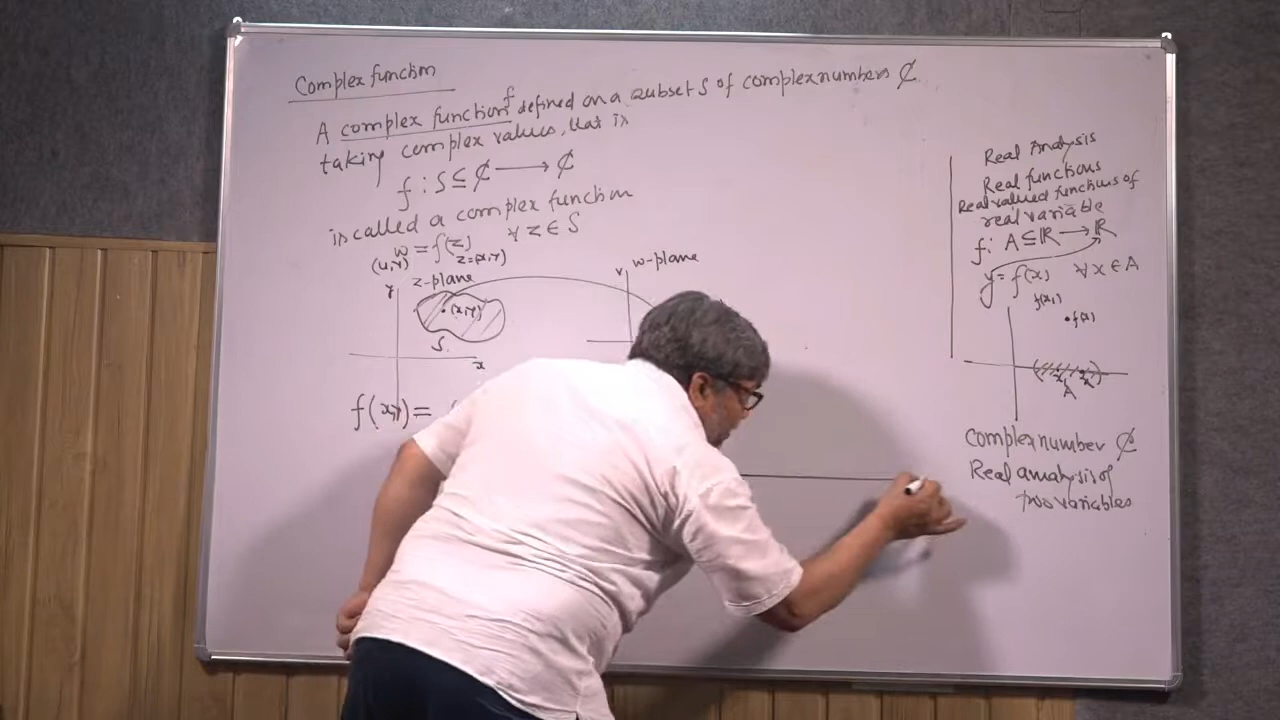 Complex function
A complex function f defined on a subset S of complex numbers ₵
taking complex values, that is
f : S ⊆ ₵ → ₵
is called a complex function
w = f(z) ∀ z ∈ S
(u,v) z=(x,y)
z-plane
y
(x,y)
S
x
v w-plane
f(x,y) =
Real Analysis
Real functions
Real valued functions of
real variable
f: A ⊆ ℝ → ℝ
y = f(x) ∀ x ∈ A
f(x₁)
f(x)
A
Complex number ₵
Real analysis of
two variables